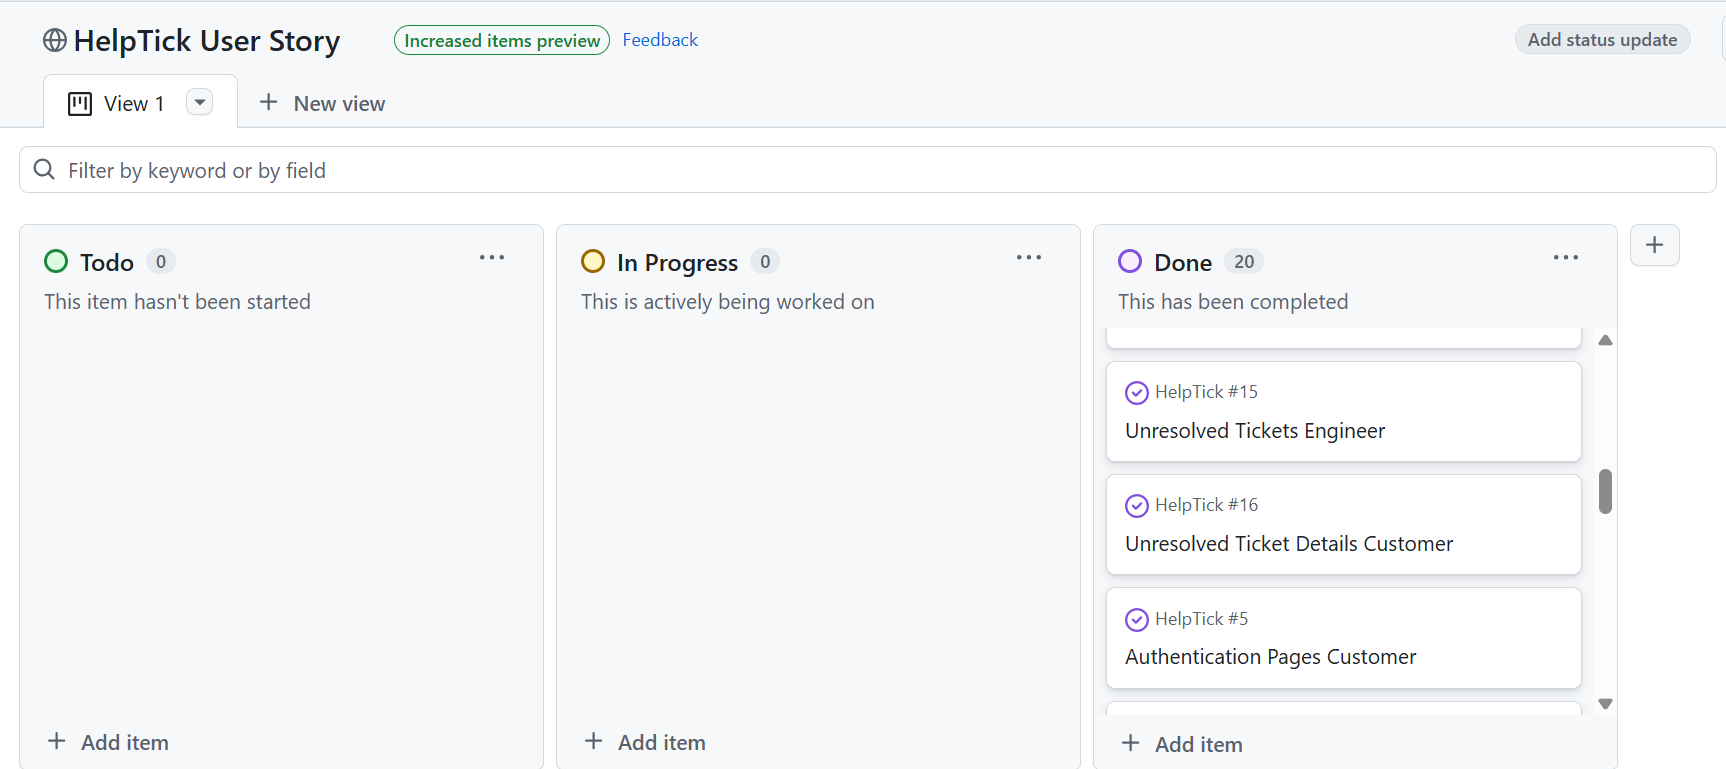 HelpTick User Story
Increased items preview
Feedback
Add status update
View 1
New view
Filter by keyword or by field
Todo 0
This item hasn't been started
Add item
In Progress 0
This is actively being worked on
Add item
Done 20
This has been completed
HelpTick #15
Unresolved Tickets Engineer
HelpTick #16
Unresolved Ticket Details Customer
HelpTick #5
Authentication Pages Customer
Add item